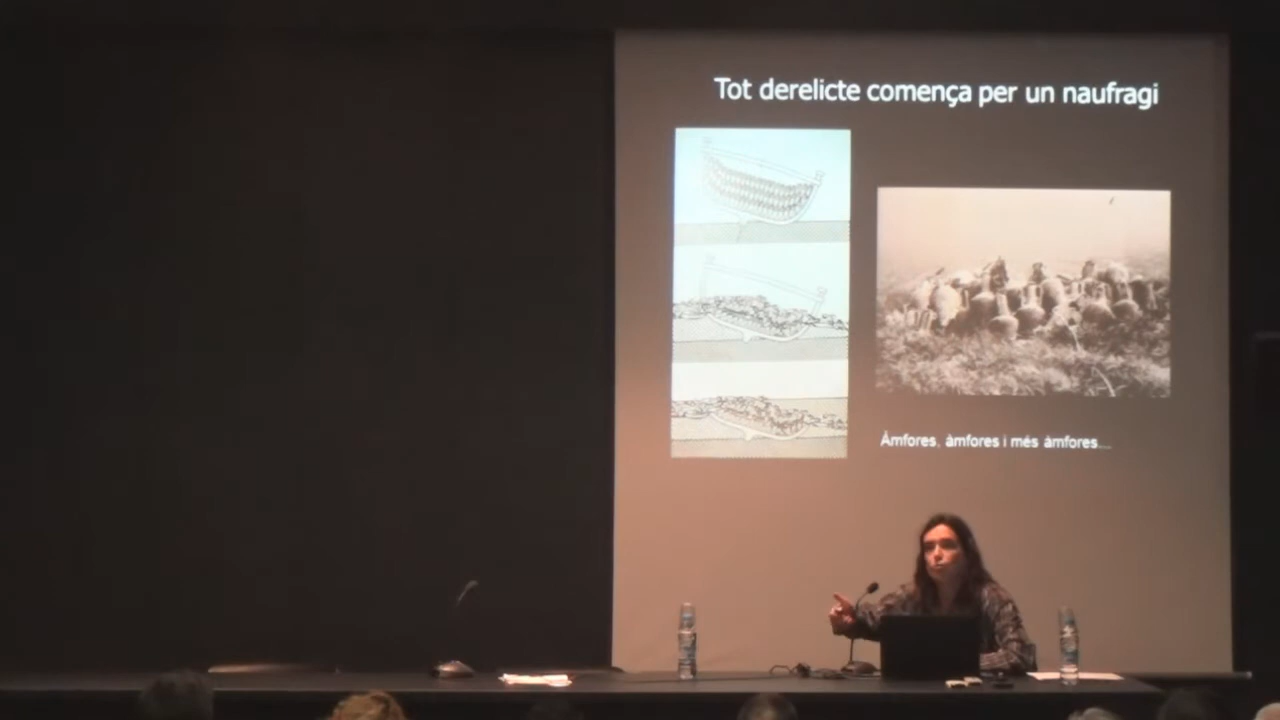 Tot derelicte comença per un naufragi
Àmfores, àmfores i més àmfores...